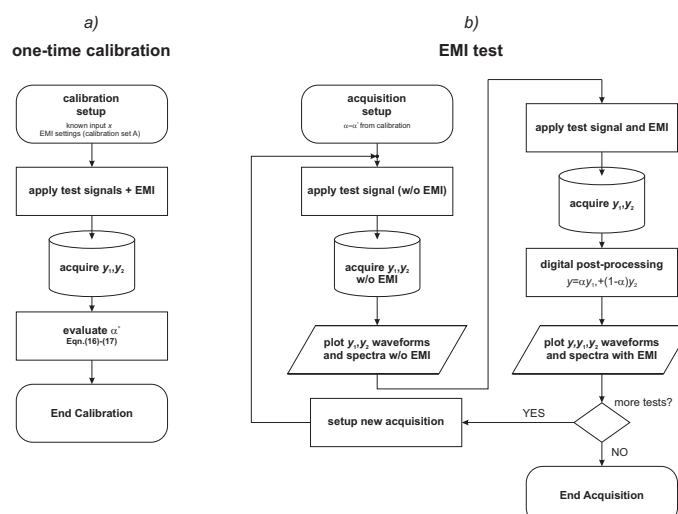 a)
one-time calibration
calibration
setup
known input x
EMI settings (calibration set A)
apply test signals + EMI
acquire y₁,y₂
evaluate α*
Eqn.(16)-(17)
End Calibration
b)
EMI test
acquisition
setup
α=α* from calibration
apply test signal (w/o EMI)
acquire y₁,y₂
w/o EMI
plot y₁,y₂ waveforms
and spectra w/o EMI
setup new acquisition
apply test signal and EMI
acquire y₁,y₂
digital post-processing
y=αy₁,+(1-α)y₂
plot y,y₁,y₂ waveforms
and spectra with EMI
more tests?
YES
NO
End Acquisition